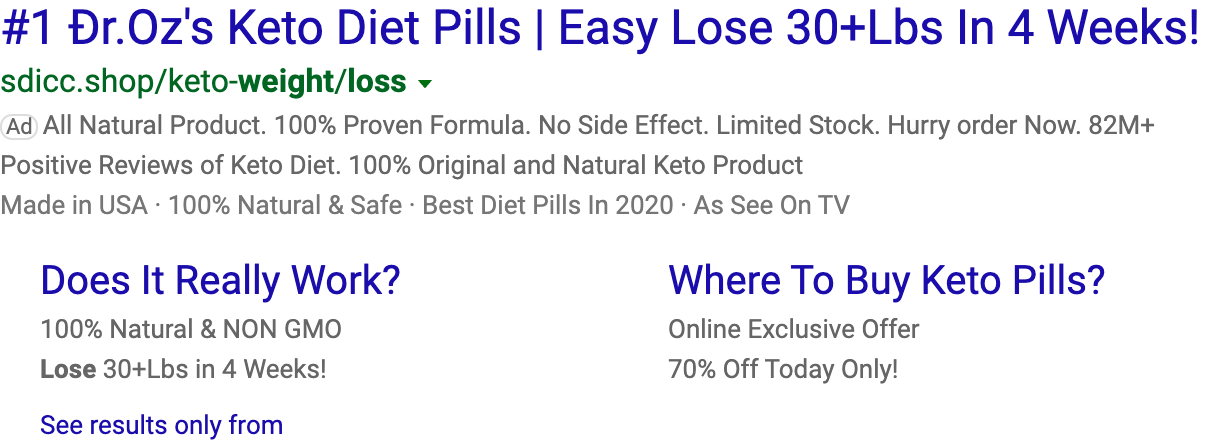 #1 Đr.Oz's Keto Diet Pills | Easy Lose 30+Lbs In 4 Weeks!
sdicc.shop/keto-weight/loss
Ad All Natural Product. 100% Proven Formula. No Side Effect. Limited Stock. Hurry order Now. 82M+
Positive Reviews of Keto Diet. 100% Original and Natural Keto Product
Made in USA · 100% Natural & Safe · Best Diet Pills In 2020 · As See On TV
Does It Really Work?
100% Natural & NON GMO
Lose 30+Lbs in 4 Weeks!
Where To Buy Keto Pills?
Online Exclusive Offer
70% Off Today Only!
See results only from